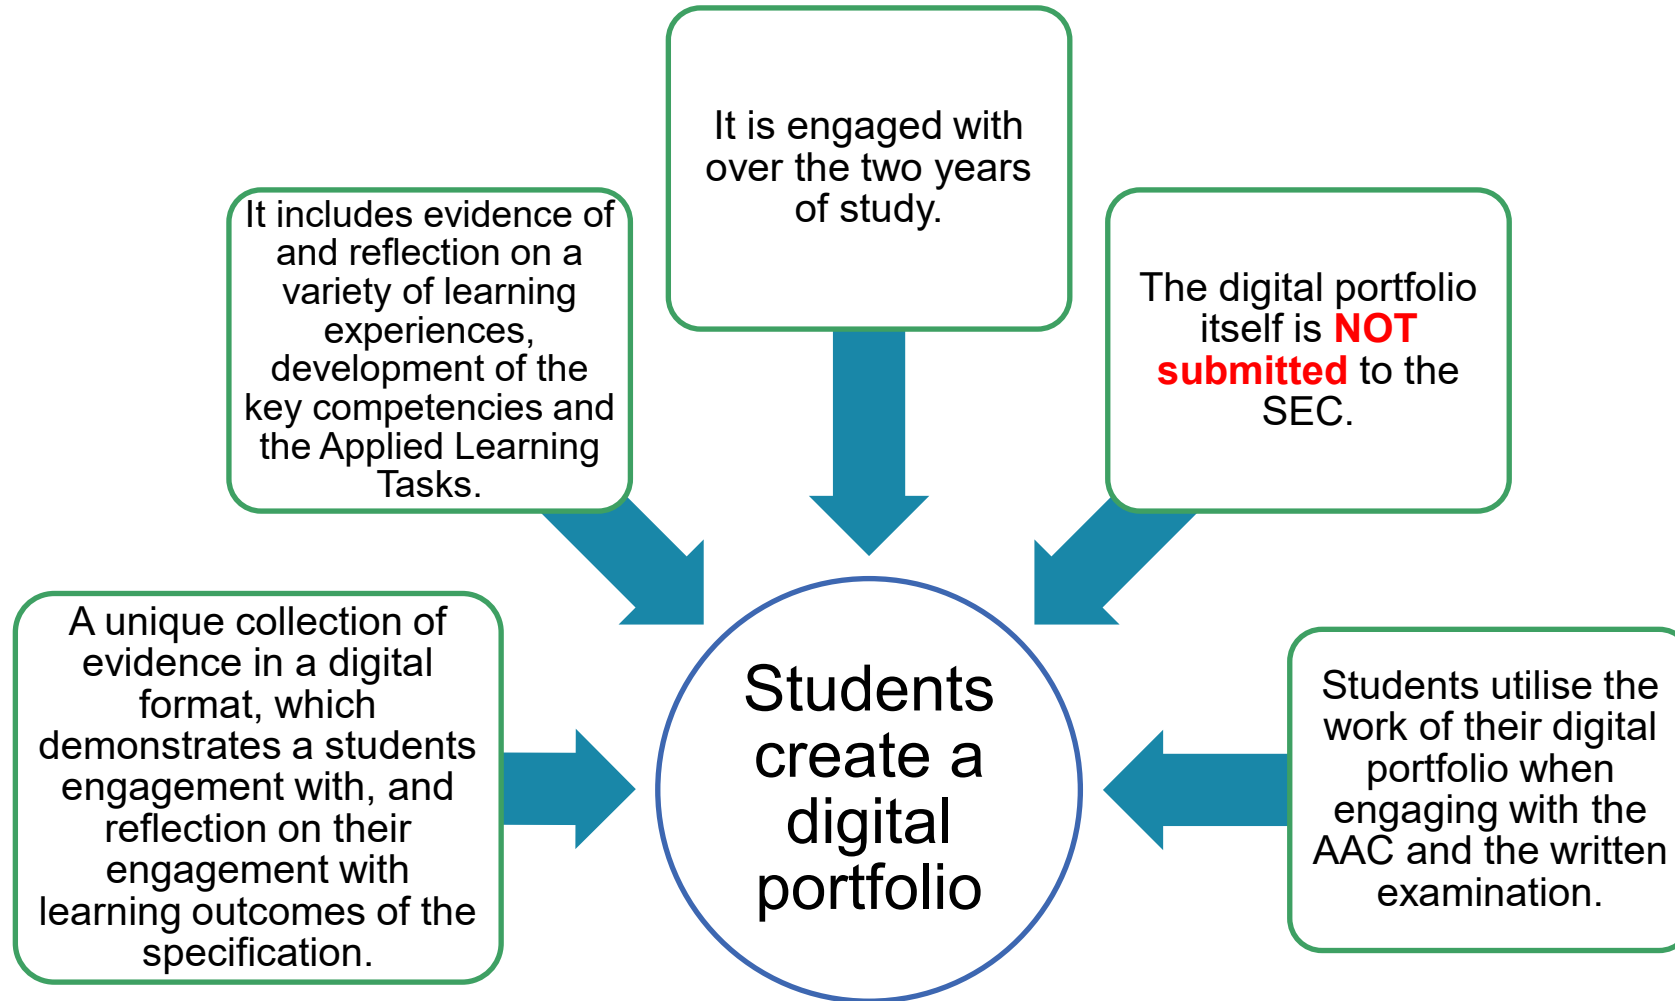 It is engaged with
over the two years
of study.
It includes evidence of
and reflection on a
variety of learning
experiences,
development of the
key competencies and
the Applied Learning
Tasks.
The digital portfolio
itself is NOT
submitted to the
SEC.
A unique collection of
evidence in a digital
format, which
demonstrates a students
engagement with, and
reflection on their
engagement with
learning outcomes of the
specification.
Students
create a
digital
portfolio
Students utilise the
work of their digital
portfolio when
engaging with the
AAC and the written
examination.